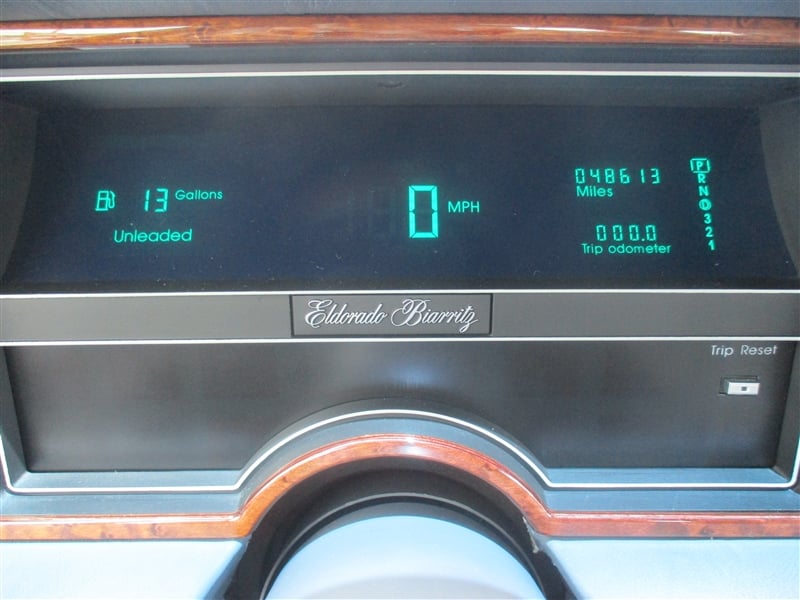 13 Gallons
Unleaded
0 MPH
048613
Miles
000.0
Trip odometer
P
R
N
D
3
2
1
Eldorado Biarritz
Trip Reset